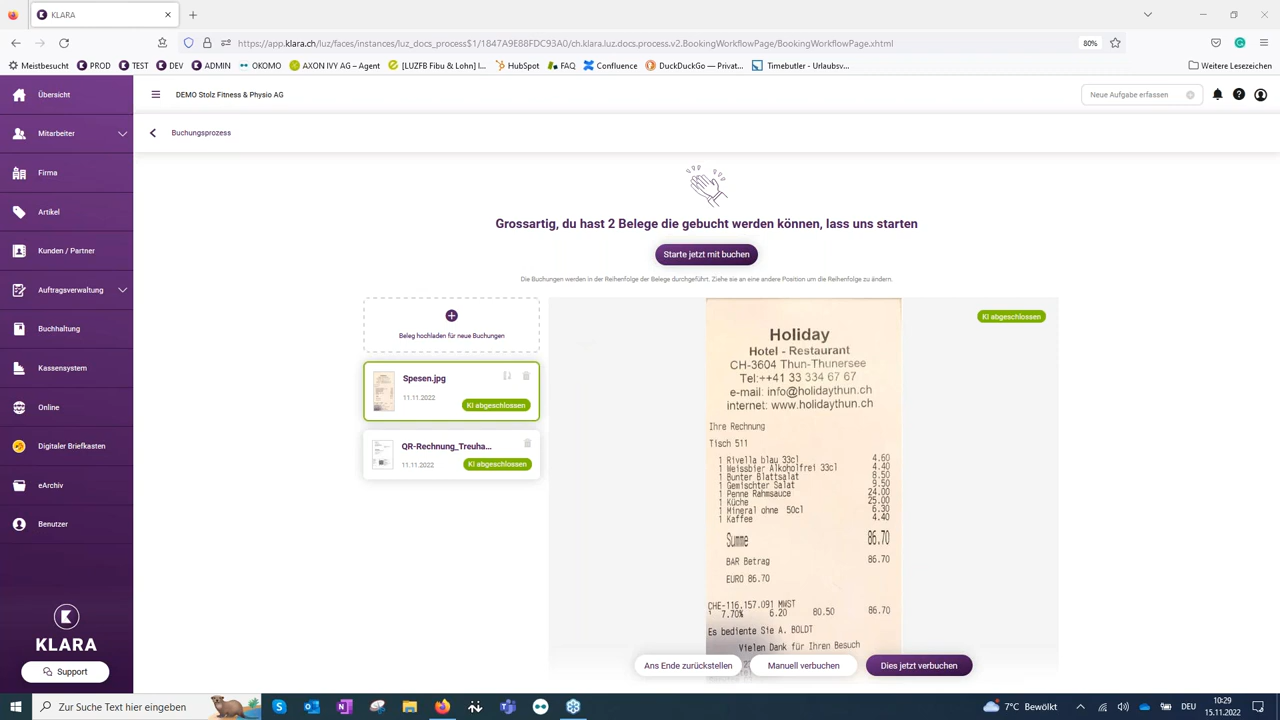 KLARA
https://app.klara.ch/luz/faces/instances/luz_docs_process$1/1847A9E88FDC93A0/ch.klara.luz.docs.process.v2.BookingWorkflowPage/BookingWorkflowPage.xhtml
80%
Meistbesucht
PROD
TEST
DEV
ADMIN
OKOMO
AXON IVY AG – Agent
[LUZFB Fibu & Lohn] I...
HubSpot
FAQ
Confluence
DuckDuckGo — Privat...
Timebutler - Urlaubsv...
Weitere Lesezeichen
Übersicht
Mitarbeiter
Firma
Artikel
Kunden / Partner
Auftragsverwaltung
Buchhaltung
Kassensystem
Online
Digitaler Briefkasten
eArchiv
Benutzer
KLARA
Support
DEMO Stolz Fitness & Physio AG
Neue Aufgabe erfassen
Buchungsprozess
Grossartig, du hast 2 Belege die gebucht werden können, lass uns starten
Starte jetzt mit buchen
Die Buchungen werden in der Reihenfolge der Belege durchgeführt. Ziehe sie an eine andere Position um die Reihenfolge zu ändern.
Beleg hochladen für neue Buchungen
Spesen.jpg
11.11.2022
KI abgeschlossen
QR-Rechnung_Treuha...
11.11.2022
KI abgeschlossen
KI abgeschlossen
Holiday
Hotel - Restaurant
CH-3604 Thun-Thunersee
Tel:++41 33 334 67 67
e-mail: info@holidaythun.ch
internet: www.holidaythun.ch
Ihre Rechnung
Tisch 511
1 Rivella blau 33cl 4.60
1 Weissbier Alkoholfrei 33cl 4.40
1 Bunter Blattsalat 8.50
1 Gemischter Salat 9.50
1 Penne Rahmsauce 24.00
1 Küche 25.00
1 Mineral ohne 50cl 6.30
1 Kaffee 4.40
Summe 86.70
BAR Betrag 86.70
EURO 86.70
CHE-116.157.091 MWST
7.70% 6.20 80.50 86.70
Es bediente Sie A. BOLDT
Vielen Dank für Ihren Besuch
Ans Ende zurückstellen
Manuell verbuchen
Dies jetzt verbuchen
Zur Suche Text hier eingeben
7°C Bewölkt
DEU
10:29
15.11.2022